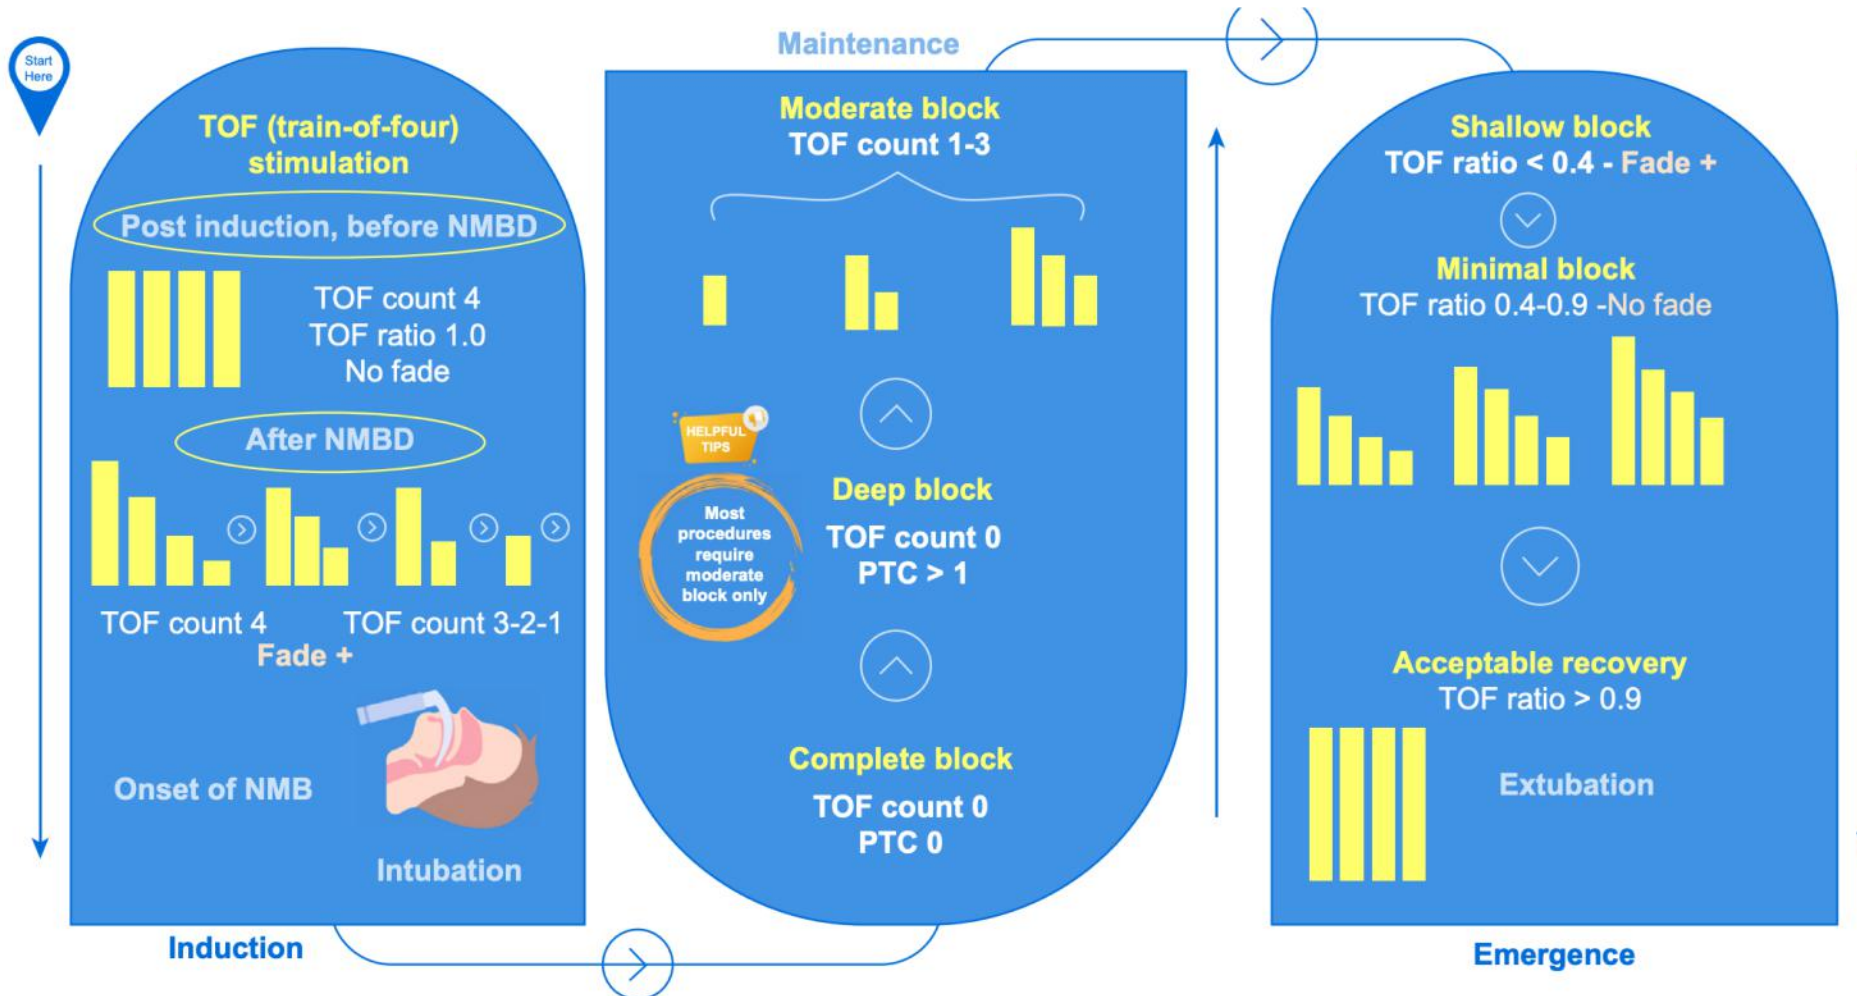 Start
Here
TOF (train-of-four)
stimulation
Post induction, before NMBD
TOF count 4
TOF ratio 1.0
No fade
After NMBD
TOF count 4
TOF count 3-2-1
Fade +
Onset of NMB
Intubation
Induction
Maintenance
Moderate block
TOF count 1-3
HELPFUL
TIPS
Most
procedures
require
moderate
block only
Deep block
TOF count 0
PTC > 1
Complete block
TOF count 0
PTC 0
Shallow block
TOF ratio < 0.4 - Fade +
Minimal block
TOF ratio 0.4-0.9 -No fade
Acceptable recovery
TOF ratio > 0.9
Extubation
Emergence